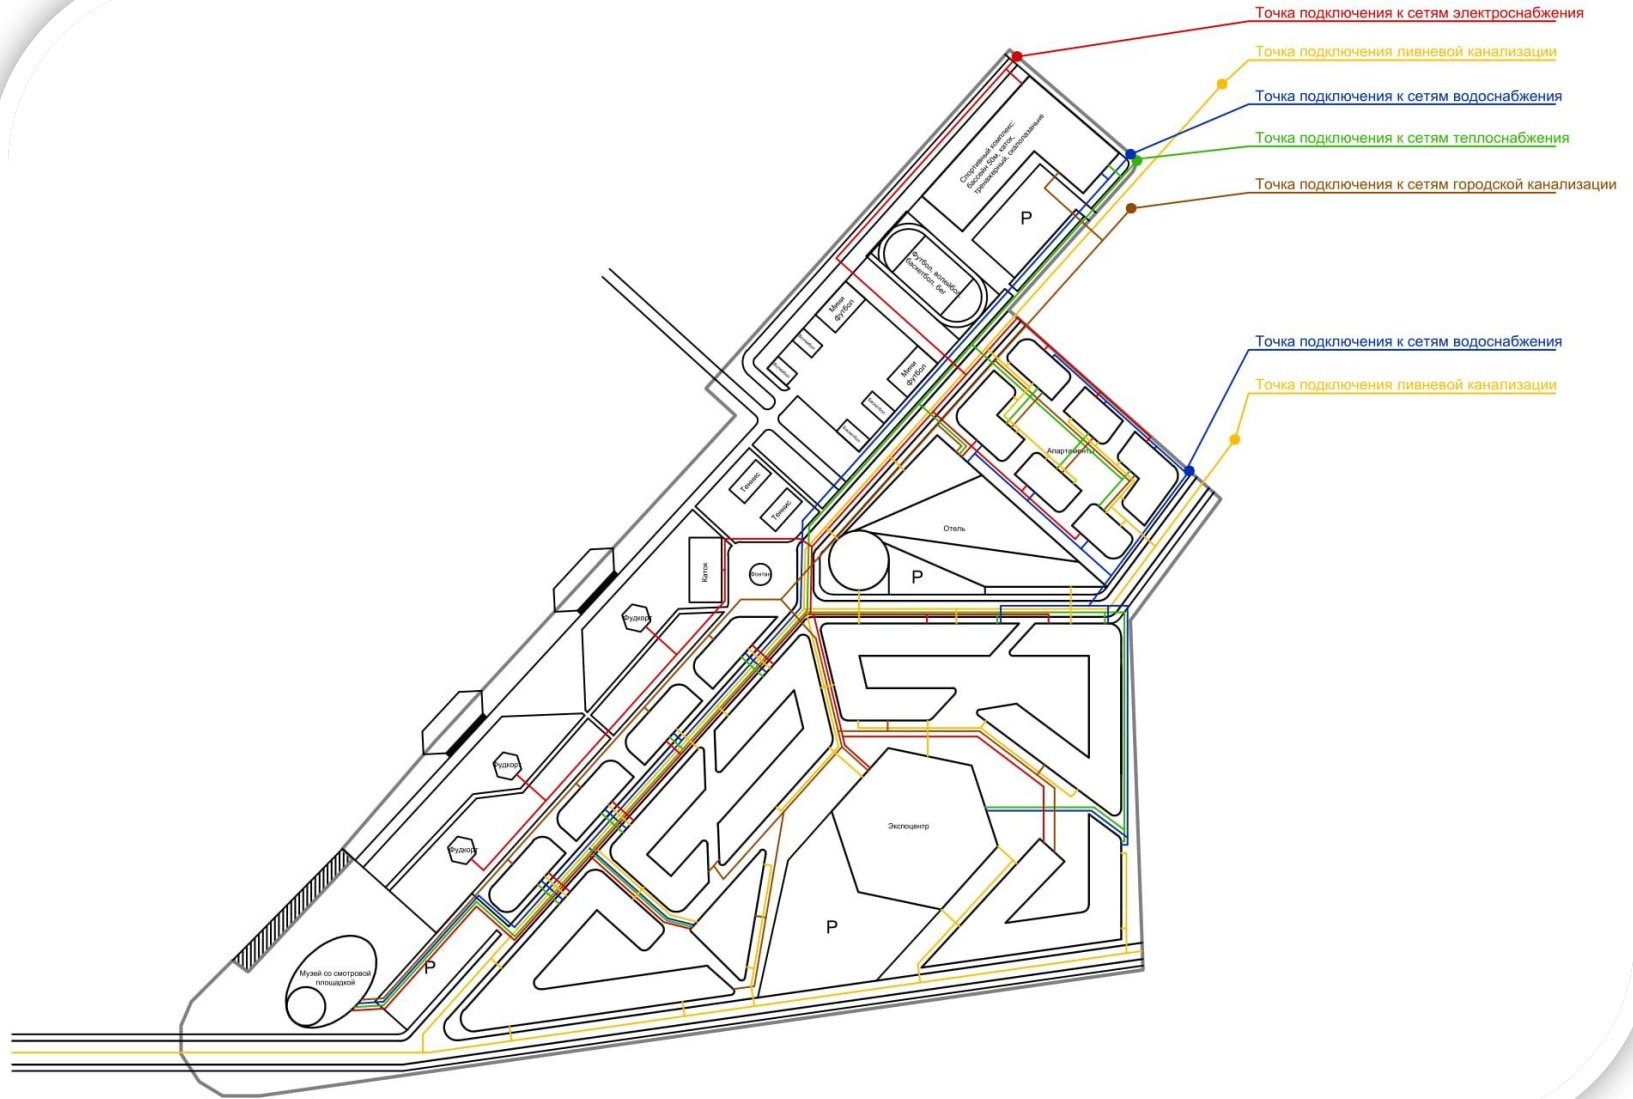 Точка подключения к сетям электроснабжения
Точка подключения ливневой канализации
Точка подключения к сетям водоснабжения
Точка подключения к сетям теплоснабжения
Точка подключения к сетям городской канализации
Спортивный комплекс:
бассейн 50м, каток,
тренажерный, скалолазание
P
Футбол, волейбол,
баскетбол, бег
Мини
футбол
Мини
футбол
Точка подключения к сетям водоснабжения
Точка подключения ливневой канализации
Апартаменты
Теннис
Теннис
Отель
Каток
Фонтан
P
Фудкорт
Фудкорт
Экспоцентр
Фудкорт
P
P
Музей со смотровой
площадкой